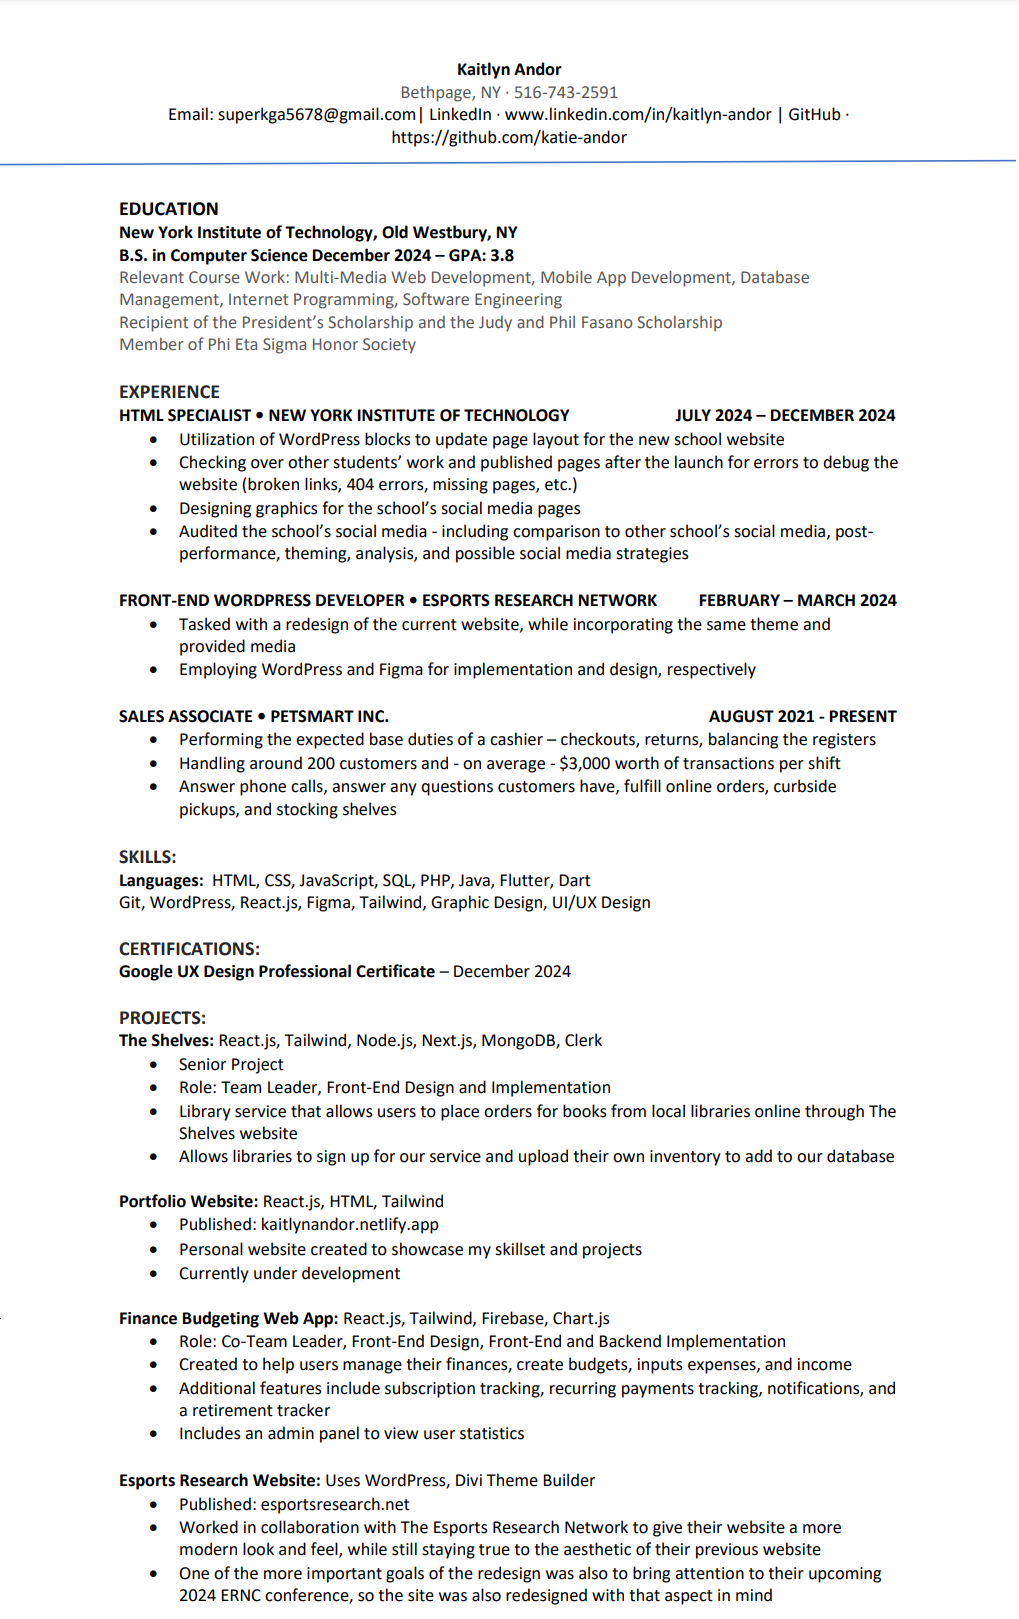 Kaitlyn Andor
Bethpage, NY · 516-743-2591
Email: superkga5678@gmail.com| LinkedIn · www.linkedin.com/in/kaitlyn-andor | GitHub ·
https://github.com/katie-andor
EDUCATION
New York Institute of Technology, Old Westbury, NY
B.S. in Computer Science December 2024 – GPA: 3.8
Relevant Course Work: Multi-Media Web Development, Mobile App Development, Database
Management, Internet Programming, Software Engineering
Recipient of the President’s Scholarship and the Judy and Phil Fasano Scholarship
Member of Phi Eta Sigma Honor Society
EXPERIENCE
HTML SPECIALIST • NEW YORK INSTITUTE OF TECHNOLOGY JULY 2024 – DECEMBER 2024
• Utilization of WordPress blocks to update page layout for the new school website
• Checking over other students’ work and published pages after the launch for errors to debug the
website (broken links, 404 errors, missing pages, etc.)
• Designing graphics for the school’s social media pages
• Audited the school’s social media - including comparison to other school’s social media, post-
performance, theming, analysis, and possible social media strategies
FRONT-END WORDPRESS DEVELOPER • ESPORTS RESEARCH NETWORK FEBRUARY – MARCH 2024
• Tasked with a redesign of the current website, while incorporating the same theme and
provided media
• Employing WordPress and Figma for implementation and design, respectively
SALES ASSOCIATE • PETSMART INC. AUGUST 2021 - PRESENT
• Performing the expected base duties of a cashier – checkouts, returns, balancing the registers
• Handling around 200 customers and - on average - $3,000 worth of transactions per shift
• Answer phone calls, answer any questions customers have, fulfill online orders, curbside
pickups, and stocking shelves
SKILLS:
Languages: HTML, CSS, JavaScript, SQL, PHP, Java, Flutter, Dart
Git, WordPress, React.js, Figma, Tailwind, Graphic Design, UI/UX Design
CERTIFICATIONS:
Google UX Design Professional Certificate – December 2024
PROJECTS:
The Shelves: React.js, Tailwind, Node.js, Next.js, MongoDB, Clerk
• Senior Project
• Role: Team Leader, Front-End Design and Implementation
• Library service that allows users to place orders for books from local libraries online through The
Shelves website
• Allows libraries to sign up for our service and upload their own inventory to add to our database
Portfolio Website: React.js, HTML, Tailwind
• Published: kaitlynandor.netlify.app
• Personal website created to showcase my skillset and projects
• Currently under development
Finance Budgeting Web App: React.js, Tailwind, Firebase, Chart.js
• Role: Co-Team Leader, Front-End Design, Front-End and Backend Implementation
• Created to help users manage their finances, create budgets, inputs expenses, and income
• Additional features include subscription tracking, recurring payments tracking, notifications, and
a retirement tracker
• Includes an admin panel to view user statistics
Esports Research Website: Uses WordPress, Divi Theme Builder
• Published: esportsresearch.net
• Worked in collaboration with The Esports Research Network to give their website a more
modern look and feel, while still staying true to the aesthetic of their previous website
• One of the more important goals of the redesign was also to bring attention to their upcoming
2024 ERNC conference, so the site was also redesigned with that aspect in mind